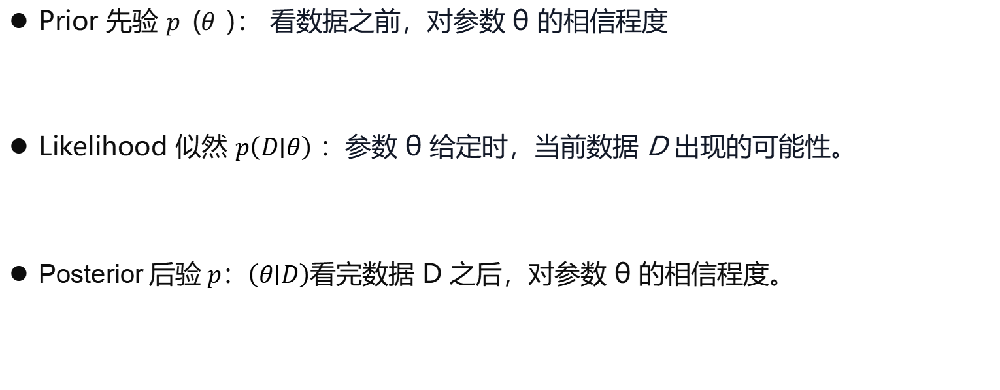 ● Prior 先验 𝑝 (𝜃 )： 看数据之前，对参数 θ 的相信程度
● Likelihood 似然 𝑝(𝐷|𝜃) ：参数 θ 给定时，当前数据 D 出现的可能性。
● Posterior 后验 𝑝：(𝜃|𝐷)看完数据 D 之后，对参数 θ 的相信程度。